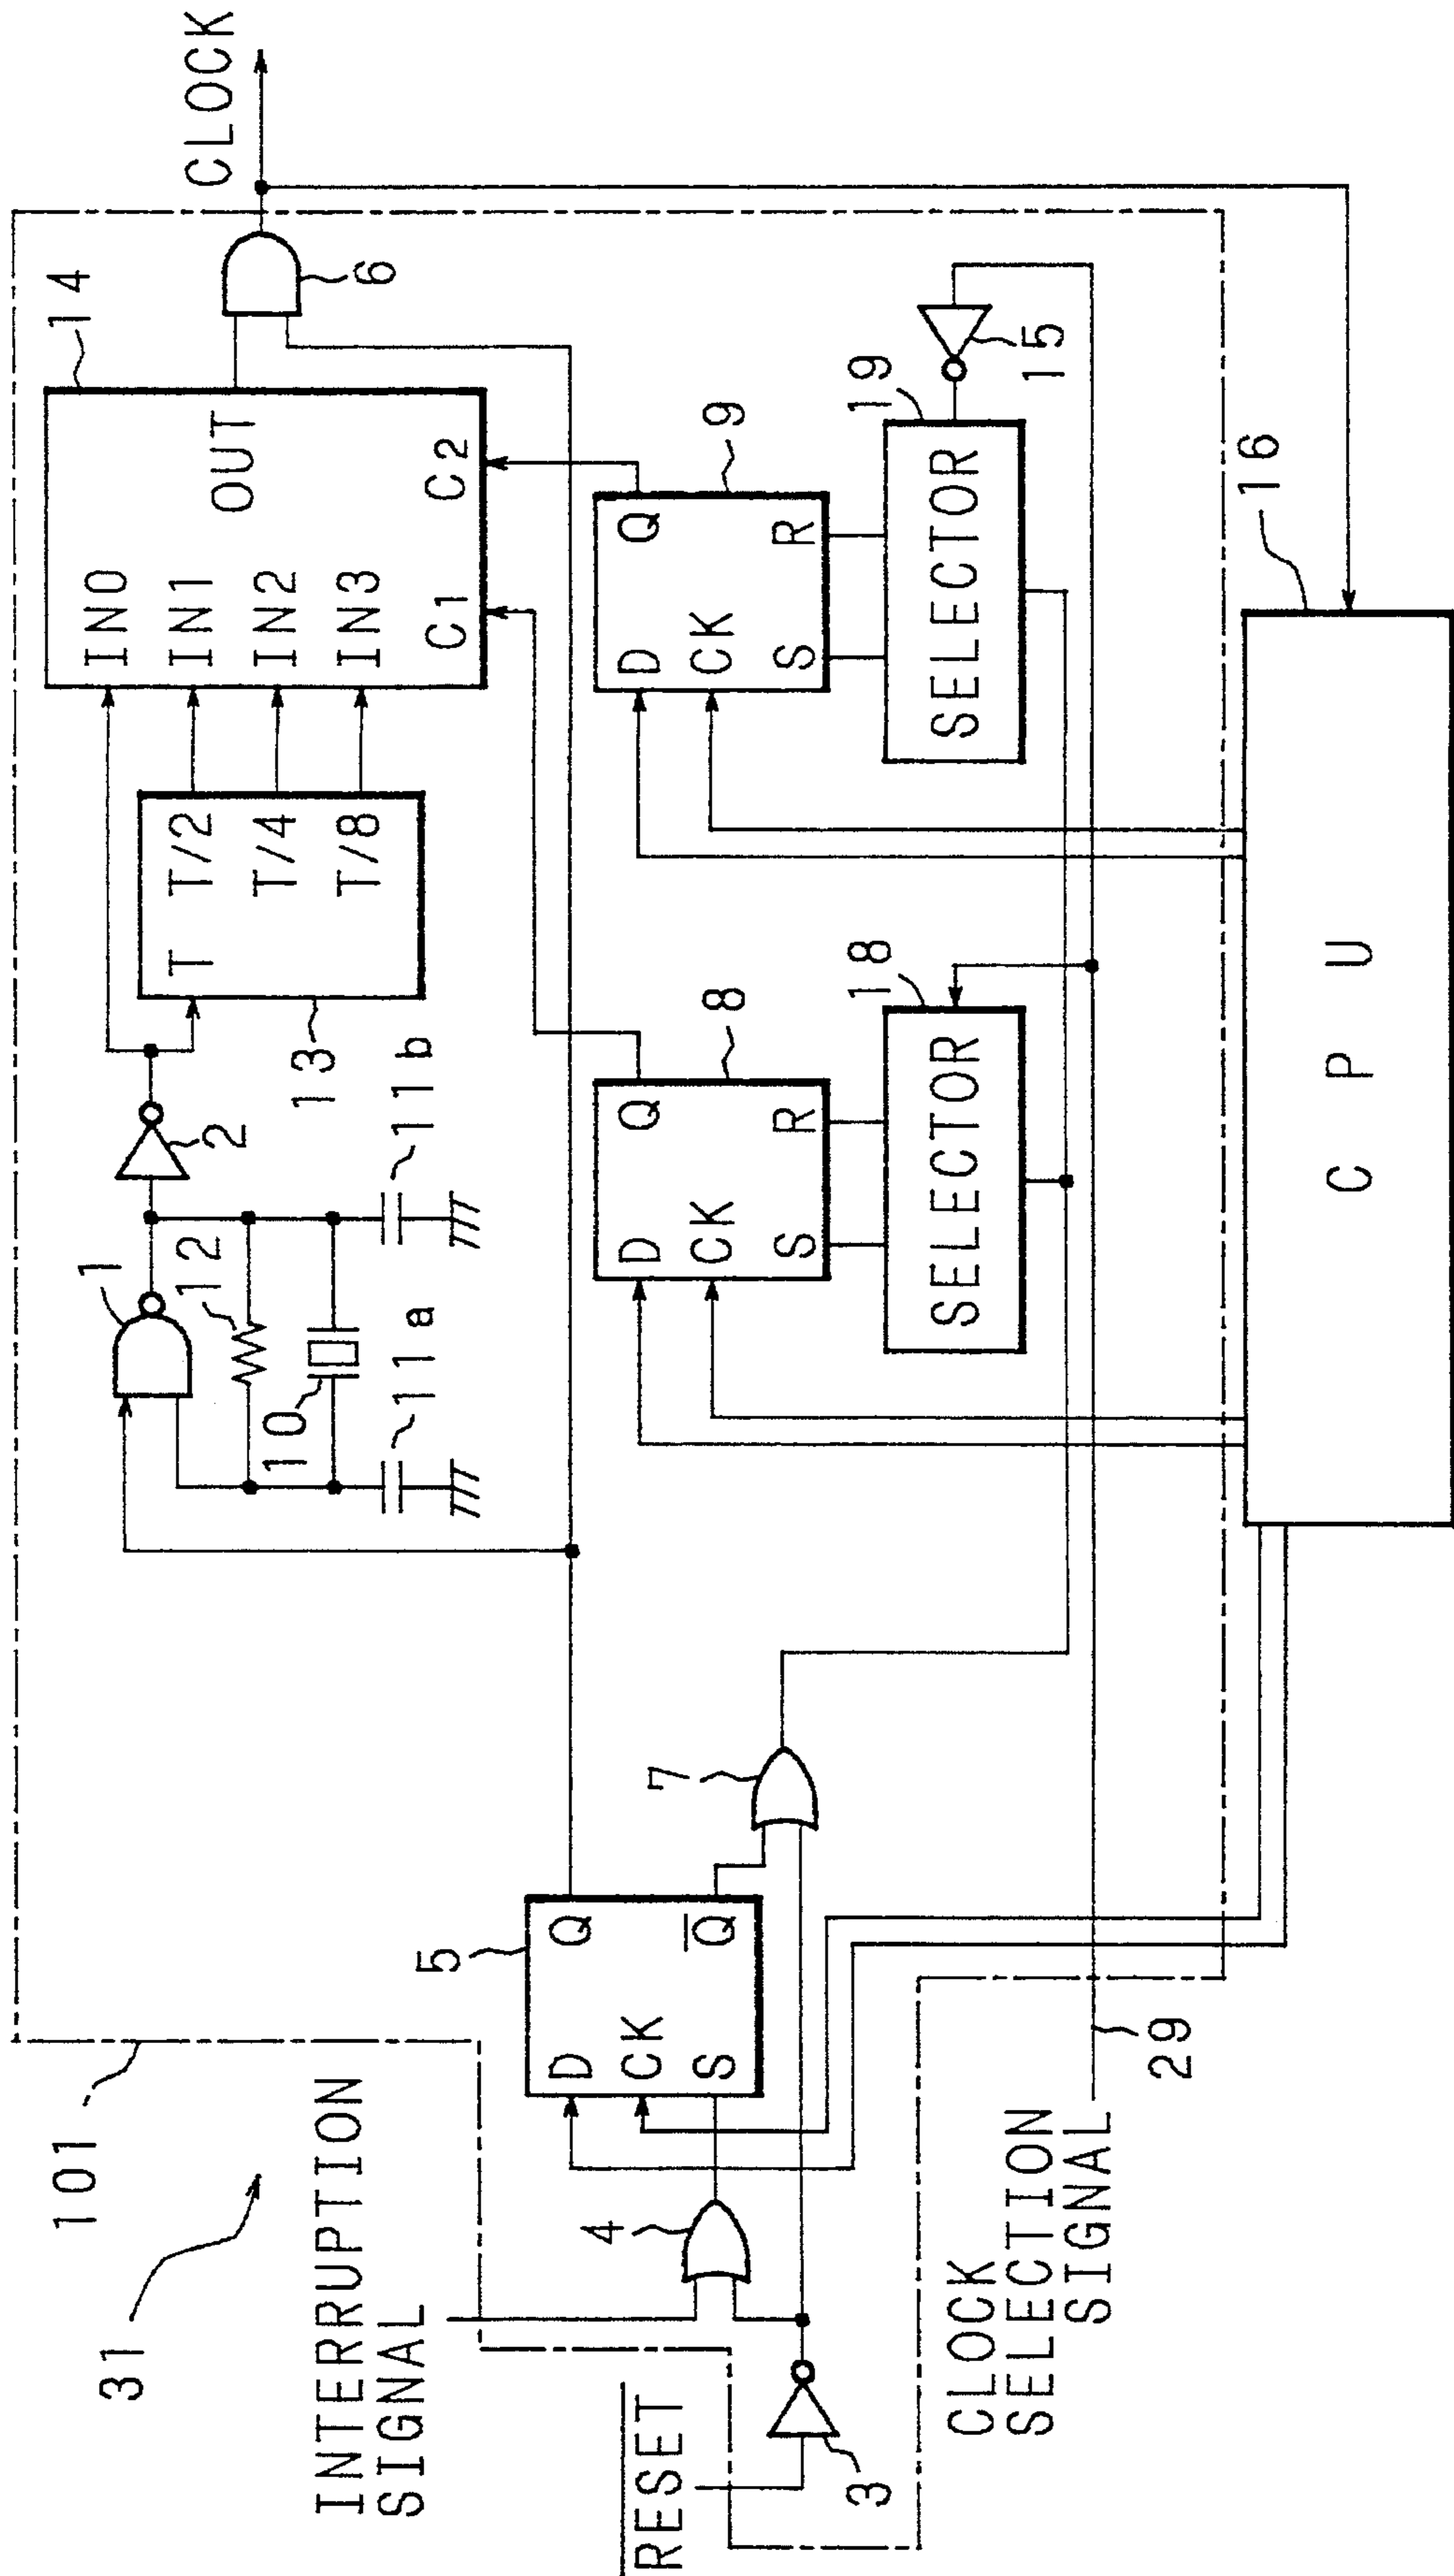 31
101
INTERRUPTION
SIGNAL
RESET
3
4
5
D
Q
CK
S
Q
7
CLOCK
SELECTION
SIGNAL
29
1
12
10
11a
11b
2
13
T
T/2
T/4
T/8
14
IN0
IN1
IN2
IN3
OUT
C1
C2
6
CLOCK
8
D
Q
CK
S
R
18
SELECTOR
9
D
Q
CK
S
R
19
SELECTOR
15
16
CPU